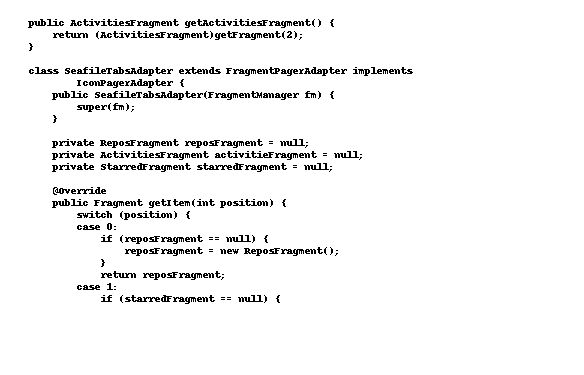 public ActivitiesFragment getActivitiesFragment() {
    return (ActivitiesFragment)getFragment(2);
}

class SeafileTabsAdapter extends FragmentPagerAdapter implements
        IconPagerAdapter {
    public SeafileTabsAdapter(FragmentManager fm) {
        super(fm);
    }

    private ReposFragment reposFragment = null;
    private ActivitiesFragment activitieFragment = null;
    private StarredFragment starredFragment = null;

    @Override
    public Fragment getItem(int position) {
        switch (position) {
        case 0:
            if (reposFragment == null) {
                reposFragment = new ReposFragment();
            }
            return reposFragment;
        case 1:
            if (starredFragment == null) {